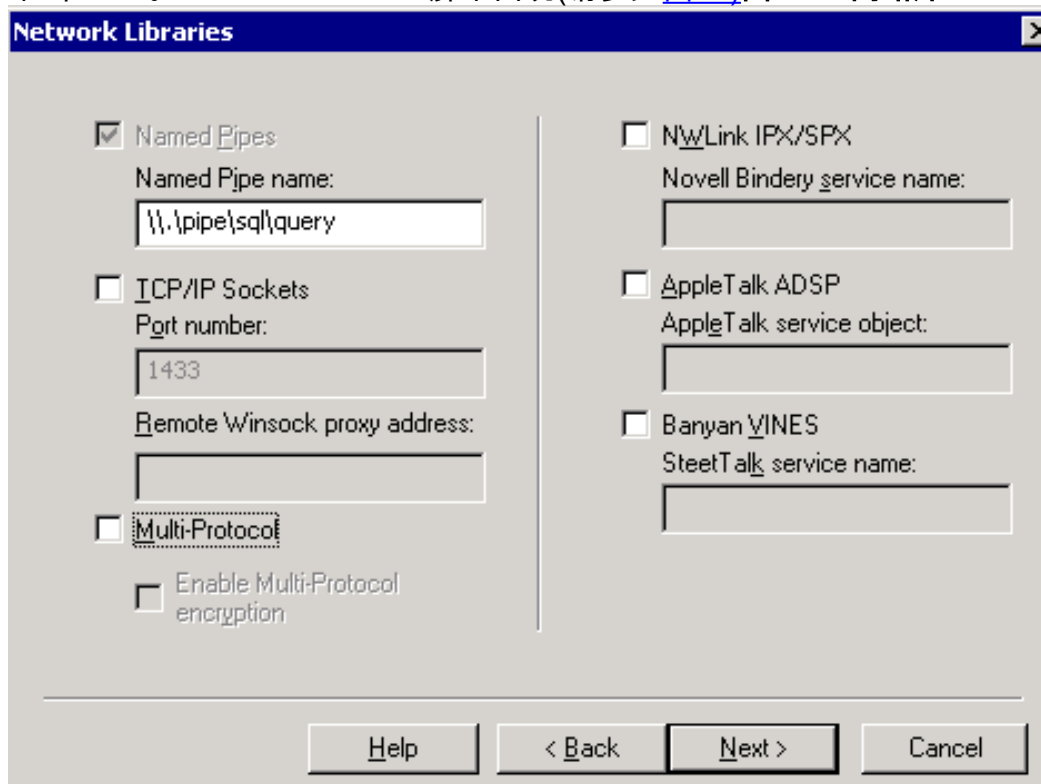 Network Libraries
Named Pipes
Named Pipe name:
\\.\pipe\sql\query
TCP/IP Sockets
Port number:
1433
Remote Winsock proxy address:
Multi-Protocol
Enable Multi-Protocol
encryption
NWLink IPX/SPX
Novell Bindery service name:
AppleTalk ADSP
AppleTalk service object:
Banyan VINES
SteetTalk service name:
Help
< Back
Next >
Cancel